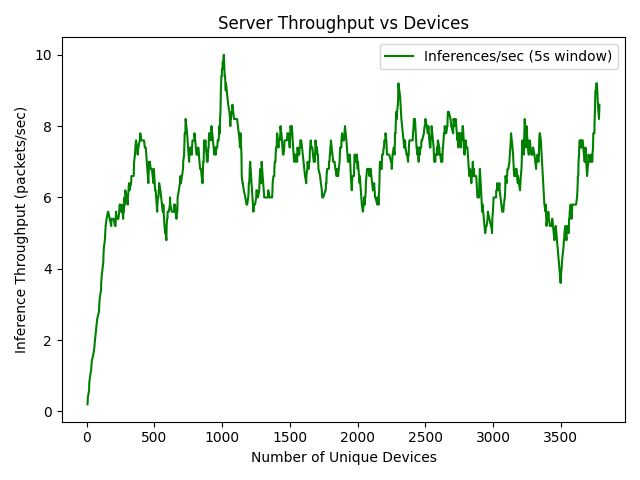 Server Throughput vs Devices
Inferences/sec (5s window)
Inference Throughput (packets/sec)
10
8
6
4
2
0
0 500 1000 1500 2000 2500 3000 3500
Number of Unique Devices